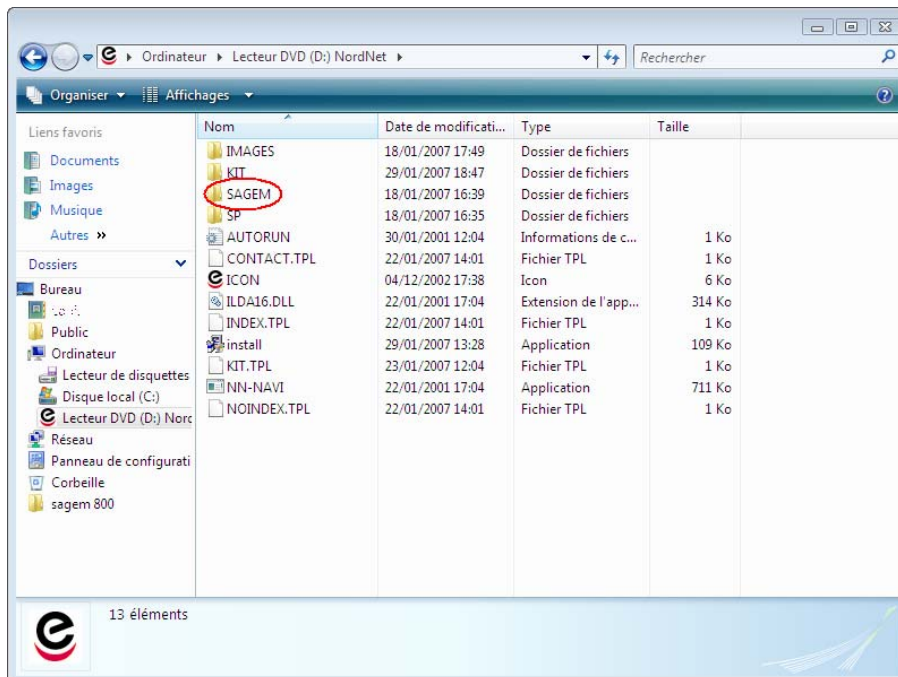 Ordinateur Lecteur DVD (D:) NordNet
Rechercher
Organiser Affichages
Liens favoris
Documents
Images
Musique
Autres »
Dossiers
Bureau
Public
Ordinateur
Lecteur de disquettes
Disque local (C:)
Lecteur DVD (D:) Nord
Réseau
Panneau de configurati
Corbeille
sagem 800
Nom Date de modificati... Type Taille
IMAGES 18/01/2007 17:49 Dossier de fichiers
KIT 29/01/2007 18:47 Dossier de fichiers
SAGEM 18/01/2007 16:39 Dossier de fichiers
SP 18/01/2007 16:35 Dossier de fichiers
AUTORUN 30/01/2001 12:04 Informations de c... 1 Ko
CONTACT.TPL 22/01/2007 14:01 Fichier TPL 1 Ko
ICON 04/12/2002 17:38 Icon 6 Ko
ILDA16.DLL 22/01/2001 17:04 Extension de l'app... 314 Ko
INDEX.TPL 22/01/2007 14:01 Fichier TPL 1 Ko
install 29/01/2007 13:28 Application 109 Ko
KIT.TPL 23/01/2007 12:04 Fichier TPL 1 Ko
NN-NAVI 22/01/2001 17:04 Application 711 Ko
NOINDEX.TPL 22/01/2007 14:01 Fichier TPL 1 Ko
13 éléments